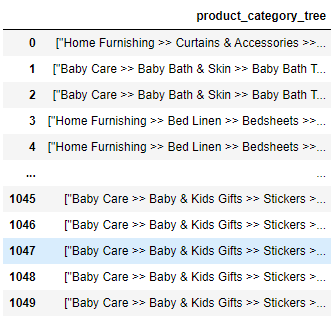 product_category_tree
0 ["Home Furnishing >> Curtains & Accessories >>...
1 ["Baby Care >> Baby Bath & Skin >> Baby Bath T...
2 ["Baby Care >> Baby Bath & Skin >> Baby Bath T...
3 ["Home Furnishing >> Bed Linen >> Bedsheets >>...
4 ["Home Furnishing >> Bed Linen >> Bedsheets >>...
... ...
1045 ["Baby Care >> Baby & Kids Gifts >> Stickers >...
1046 ["Baby Care >> Baby & Kids Gifts >> Stickers >...
1047 ["Baby Care >> Baby & Kids Gifts >> Stickers >...
1048 ["Baby Care >> Baby & Kids Gifts >> Stickers >...
1049 ["Baby Care >> Baby & Kids Gifts >> Stickers >...